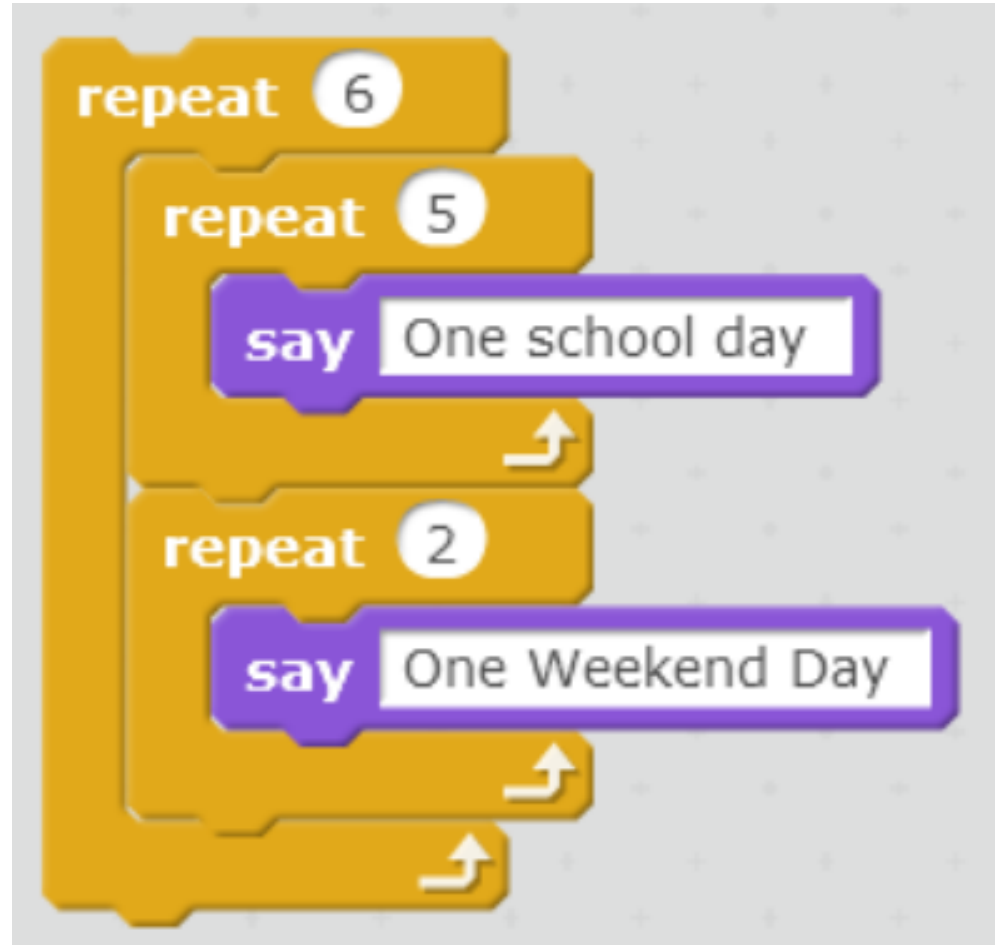 repeat 6
repeat 5
say One school day
repeat 2
say One Weekend Day